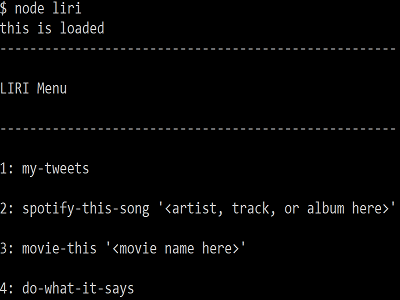 $ node liri
this is loaded
-----------------------------------------------------
LIRI Menu
-----------------------------------------------------
1: my-tweets
2: spotify-this-song '<artist, track, or album here>'
3: movie-this '<movie name here>'
4: do-what-it-says